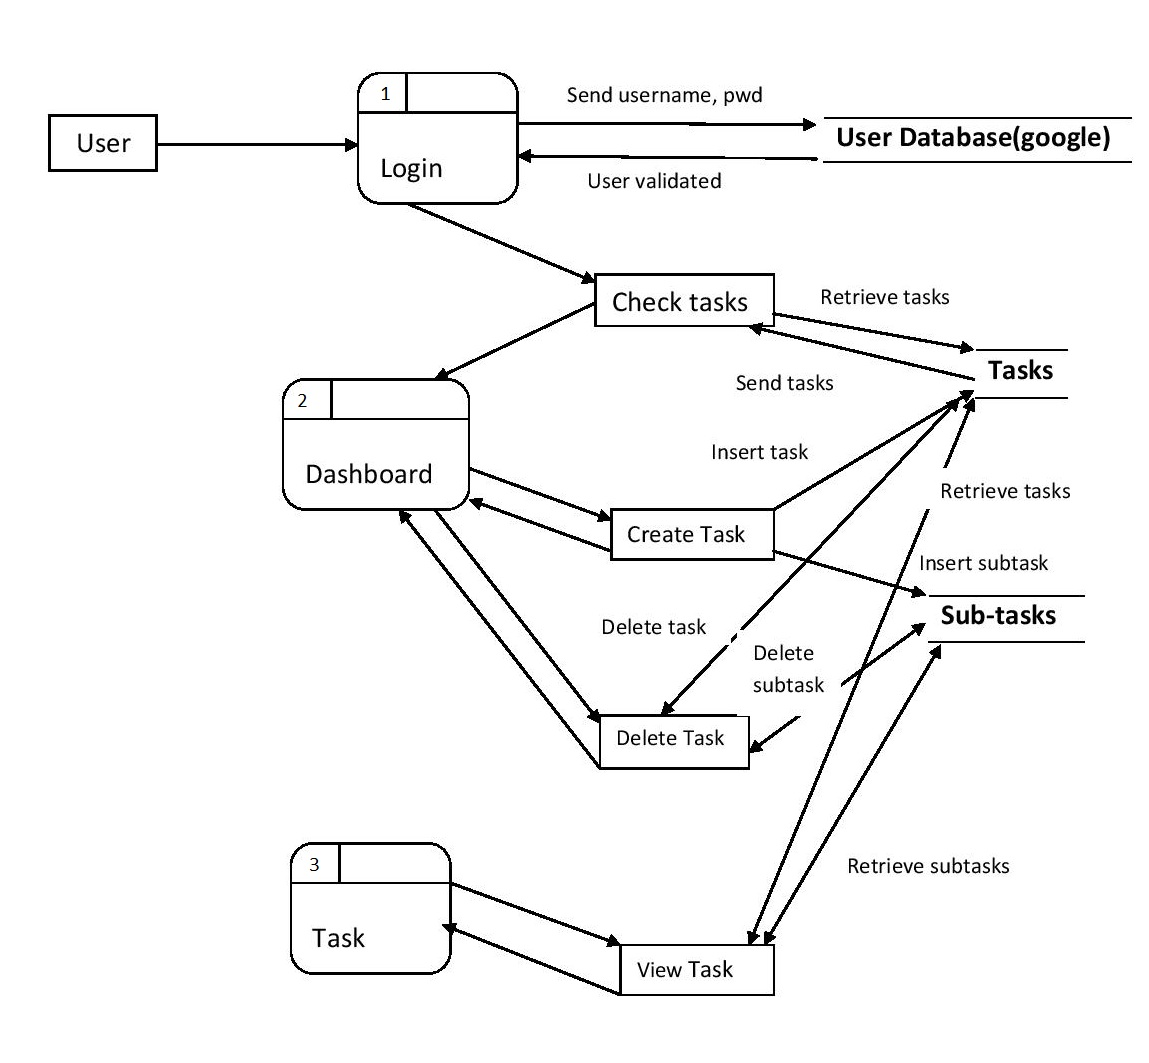 1
Send username, pwd
User
User Database(google)
Login
User validated
Check tasks
Retrieve tasks
Tasks
Send tasks
2
Dashboard
Insert task
Retrieve tasks
Create Task
Insert subtask
Sub-tasks
Delete task
Delete
subtask
Delete Task
3
Retrieve subtasks
Task
View Task